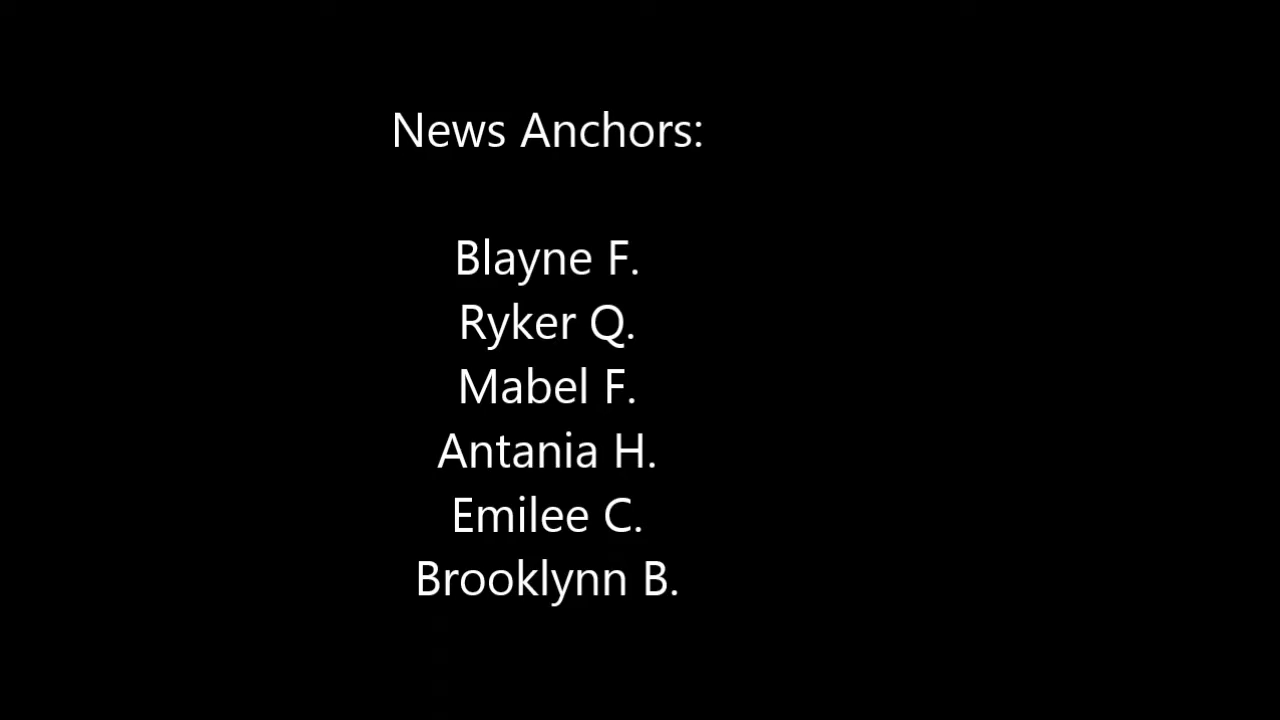 News Anchors:
Blayne F.
Ryker Q.
Mabel F.
Antania H.
Emilee C.
Brooklynn B.